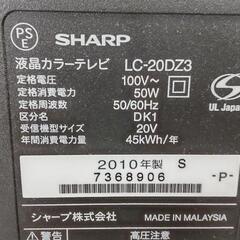 PS
E
SHARP
液晶カラーテレビ LC-20DZ3
定格電圧 100V~
定格消費電力 50W
定格周波数 50/60Hz
区分名 DK1
受信機型サイズ 20V
年間消費電力量 45kWh/年
UL Japan
2010年製 S
7368906 -P-
シャープ株式会社 MADE IN MALAYSIA
警告 高圧注意